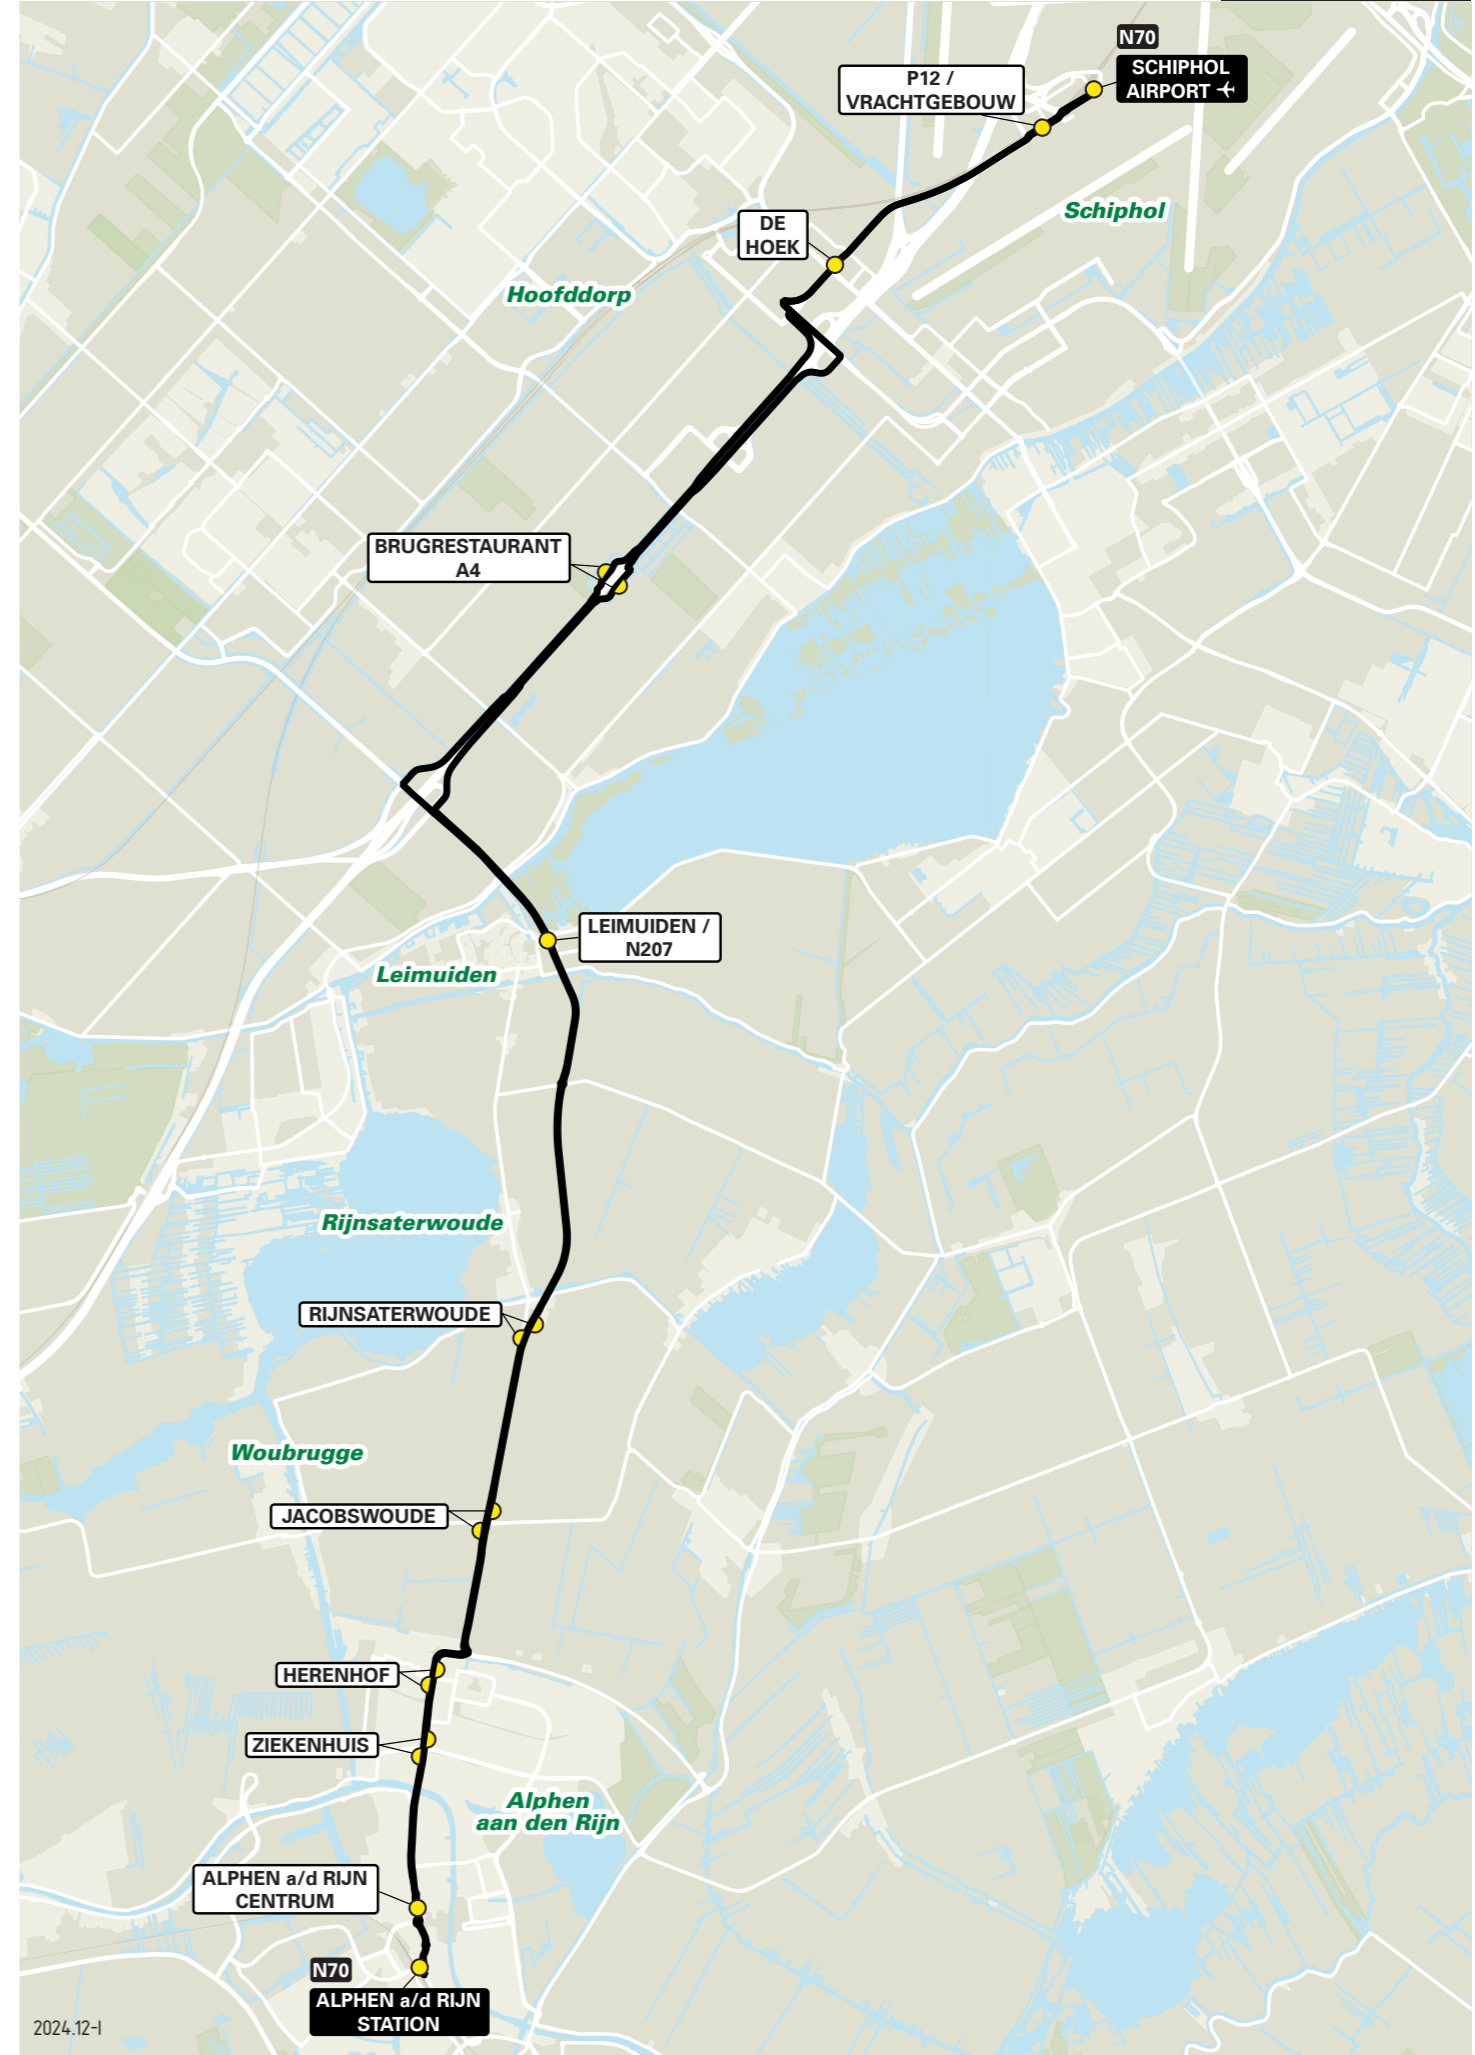 N70
SCHIPHOL
AIRPORT
P12 /
VRACHTGEBOUW
Schiphol
DE
HOEK
Hoofddorp
BRUGRESTAURANT
A4
LEIMUIDEN /
N207
Leimuiden
Rijnsaterwoude
RIJNSATERWOUDE
Woubrugge
JACOBSWOUDE
HERENHOF
ZIEKENHUIS
Alphen
aan den Rijn
ALPHEN a/d RIJN
CENTRUM
N70
ALPHEN a/d RIJN
STATION
2024.12-I